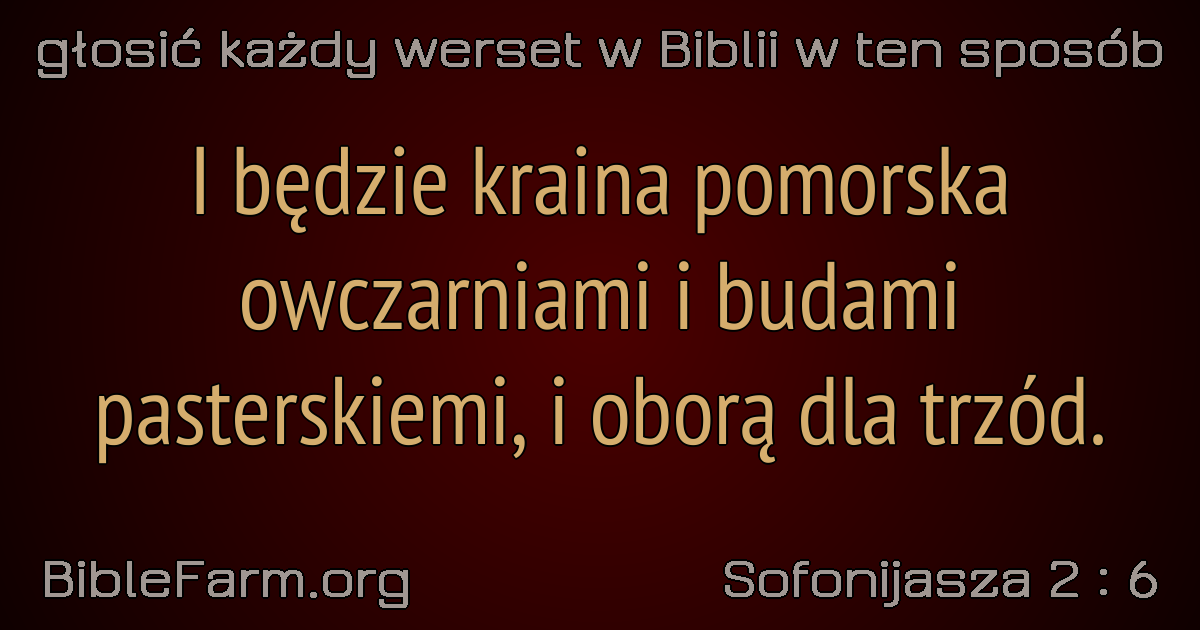 głosić każdy werset w Biblii w ten sposób
I będzie kraina pomorska
owczarniami i budami
pasterskiemi, i oborą dla trzód.
BibleFarm.org
Sofonijasza 2 : 6